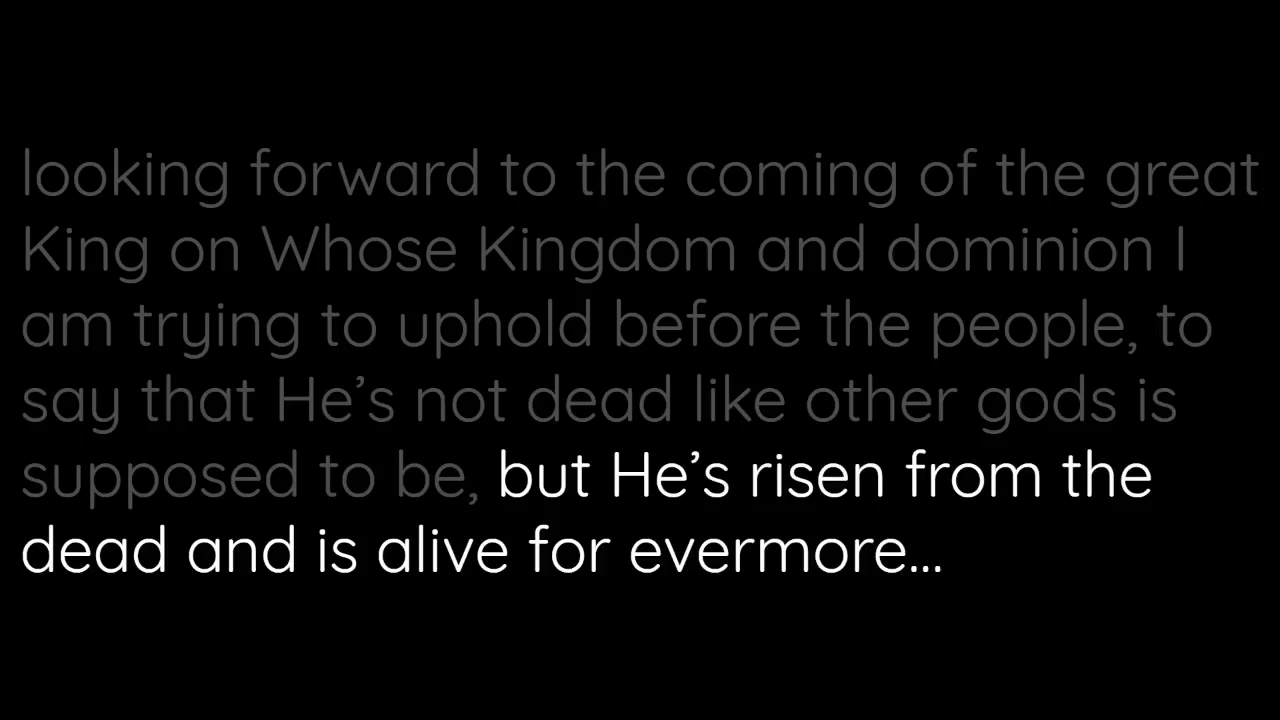 looking forward to the coming of the great
King on Whose Kingdom and dominion I
am trying to uphold before the people, to
say that He’s not dead like other gods is
supposed to be, but He’s risen from the
dead and is alive for evermore...